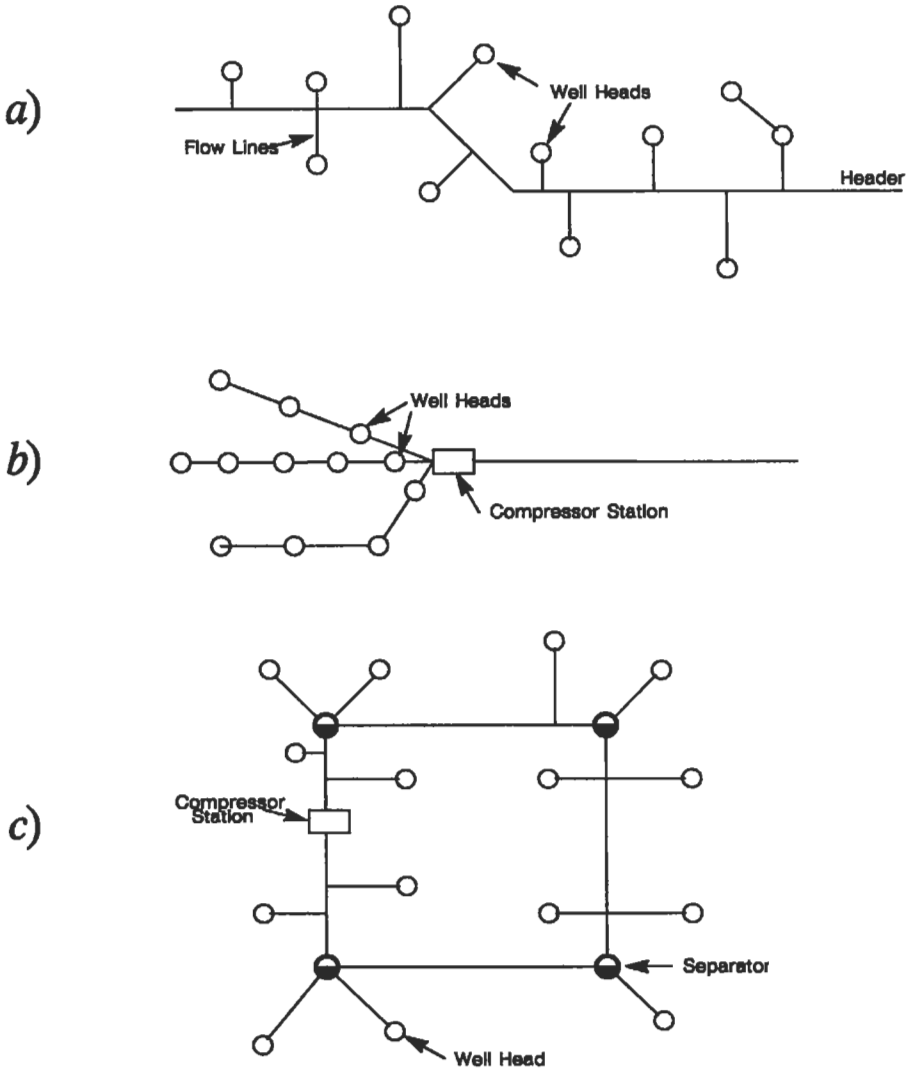 a)
Well Heads
Flow Lines
Header
b)
Well Heads
Compressor Station
c)
Compressor
Station
Separator
Well Head